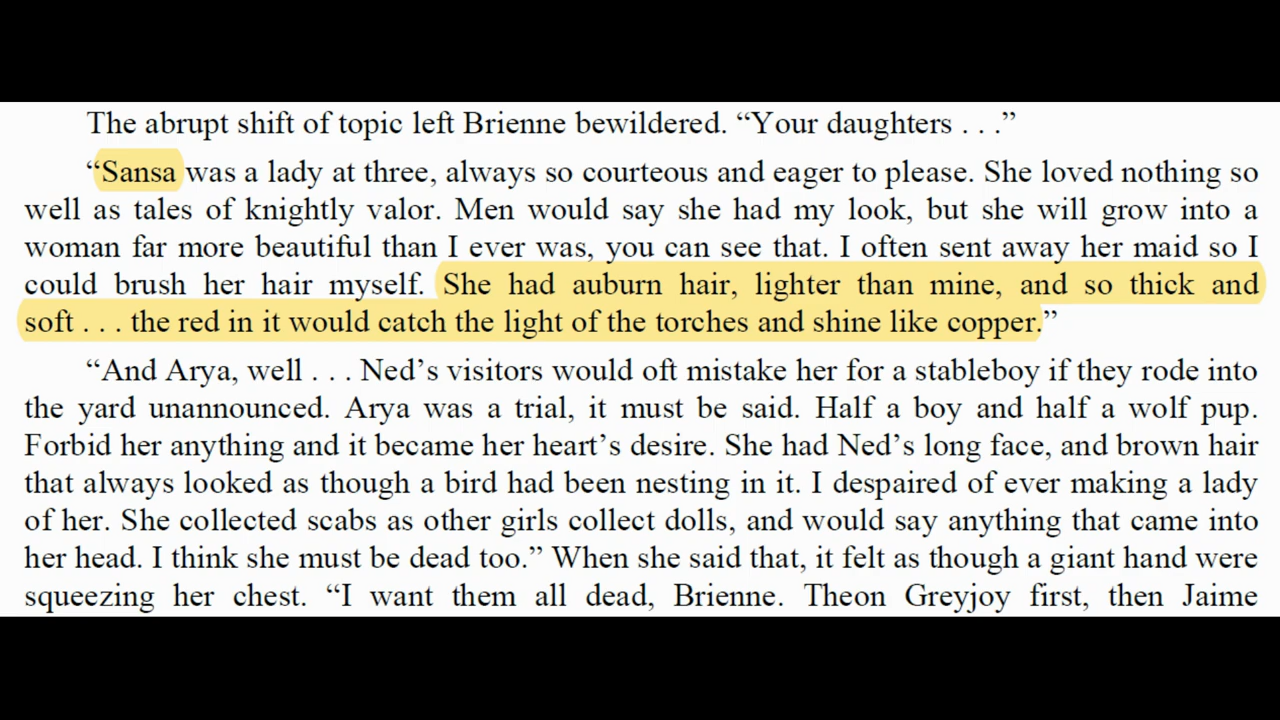 The abrupt shift of topic left Brienne bewildered. “Your daughters . . .”
“Sansa was a lady at three, always so courteous and eager to please. She loved nothing so
well as tales of knightly valor. Men would say she had my look, but she will grow into a
woman far more beautiful than I ever was, you can see that. I often sent away her maid so I
could brush her hair myself. She had auburn hair, lighter than mine, and so thick and
soft . . . the red in it would catch the light of the torches and shine like copper.”
“And Arya, well . . . Ned’s visitors would oft mistake her for a stableboy if they rode into
the yard unannounced. Arya was a trial, it must be said. Half a boy and half a wolf pup.
Forbid her anything and it became her heart’s desire. She had Ned’s long face, and brown hair
that always looked as though a bird had been nesting in it. I despaired of ever making a lady
of her. She collected scabs as other girls collect dolls, and would say anything that came into
her head. I think she must be dead too.” When she said that, it felt as though a giant hand were
squeezing her chest. “I want them all dead, Brienne. Theon Greyjoy first, then Jaime